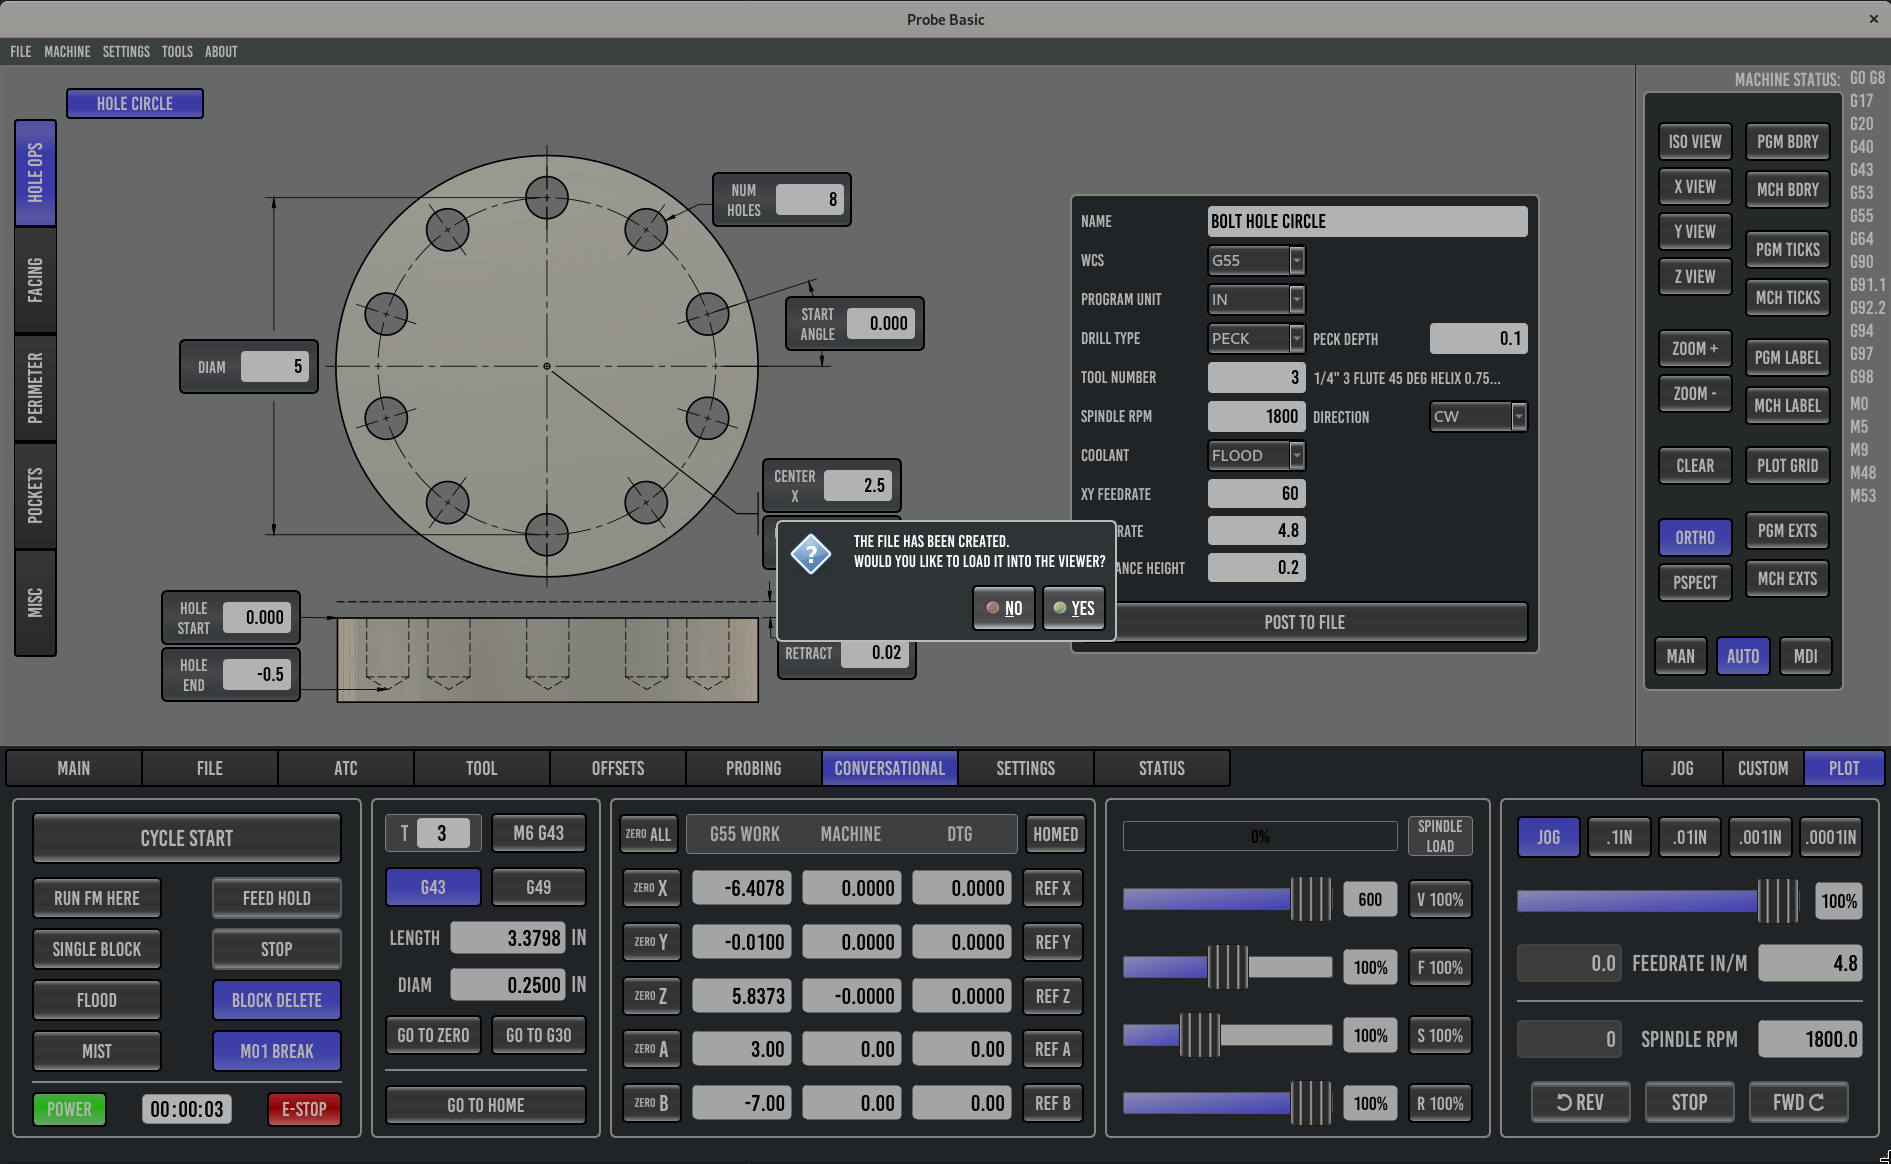 Probe Basic
FILE MACHINE SETTINGS TOOLS ABOUT
HOLE CIRCLE
HOLE OPS
FACING
PERIMETER
POCKETS
MISC
NUM
HOLES
8
START
ANGLE
0.000
DIAM
5
CENTER
X
2.5
HOLE
START
0.000
HOLE
END
-0.5
RETRACT
0.02
NAME
BOLT HOLE CIRCLE
WCS
G55
PROGRAM UNIT
IN
DRILL TYPE
PECK
PECK DEPTH
0.1
TOOL NUMBER
3
1/4" 3 FLUTE 45 DEG HELIX 0.75...
SPINDLE RPM
1800
DIRECTION
CW
COOLANT
FLOOD
XY FEEDRATE
60
RATE
4.8
ANCE HEIGHT
0.2
POST TO FILE
THE FILE HAS BEEN CREATED.
WOULD YOU LIKE TO LOAD IT INTO THE VIEWER?
NO
YES
MACHINE STATUS:
G0 G8
G17
G20
G40
G43
G53
G55
G64
G90
G91.1
G92.2
G94
G97
G98
M0
M5
M9
M48
M53
ISO VIEW
PGM BDRY
X VIEW
MCH BDRY
Y VIEW
PGM TICKS
Z VIEW
MCH TICKS
ZOOM +
PGM LABEL
ZOOM -
MCH LABEL
CLEAR
PLOT GRID
ORTHO
PGM EXTS
PSPECT
MCH EXTS
MAN
AUTO
MDI
MAIN
FILE
ATC
TOOL
OFFSETS
PROBING
CONVERSATIONAL
SETTINGS
STATUS
JOG
CUSTOM
PLOT
CYCLE START
RUN FM HERE
FEED HOLD
SINGLE BLOCK
STOP
FLOOD
BLOCK DELETE
MIST
M01 BREAK
POWER
00:00:03
E-STOP
T
3
M6 G43
G43
G49
LENGTH
3.3798
IN
DIAM
0.2500
IN
GO TO ZERO
GO TO G30
GO TO HOME
ZERO ALL
G55 WORK
MACHINE
DTG
HOMED
ZERO X
-6.4078
0.0000
0.0000
REF X
ZERO Y
-0.0100
0.0000
0.0000
REF Y
ZERO Z
5.8373
-0.0000
0.0000
REF Z
ZERO A
3.00
0.00
0.00
REF A
ZERO B
-7.00
0.00
0.00
REF B
0%
SPINDLE
LOAD
600
V 100%
100%
F 100%
100%
S 100%
100%
R 100%
JOG
.1IN
.01IN
.001IN
.0001IN
100%
0.0
FEEDRATE IN/M
4.8
0
SPINDLE RPM
1800.0
REV
STOP
FWD